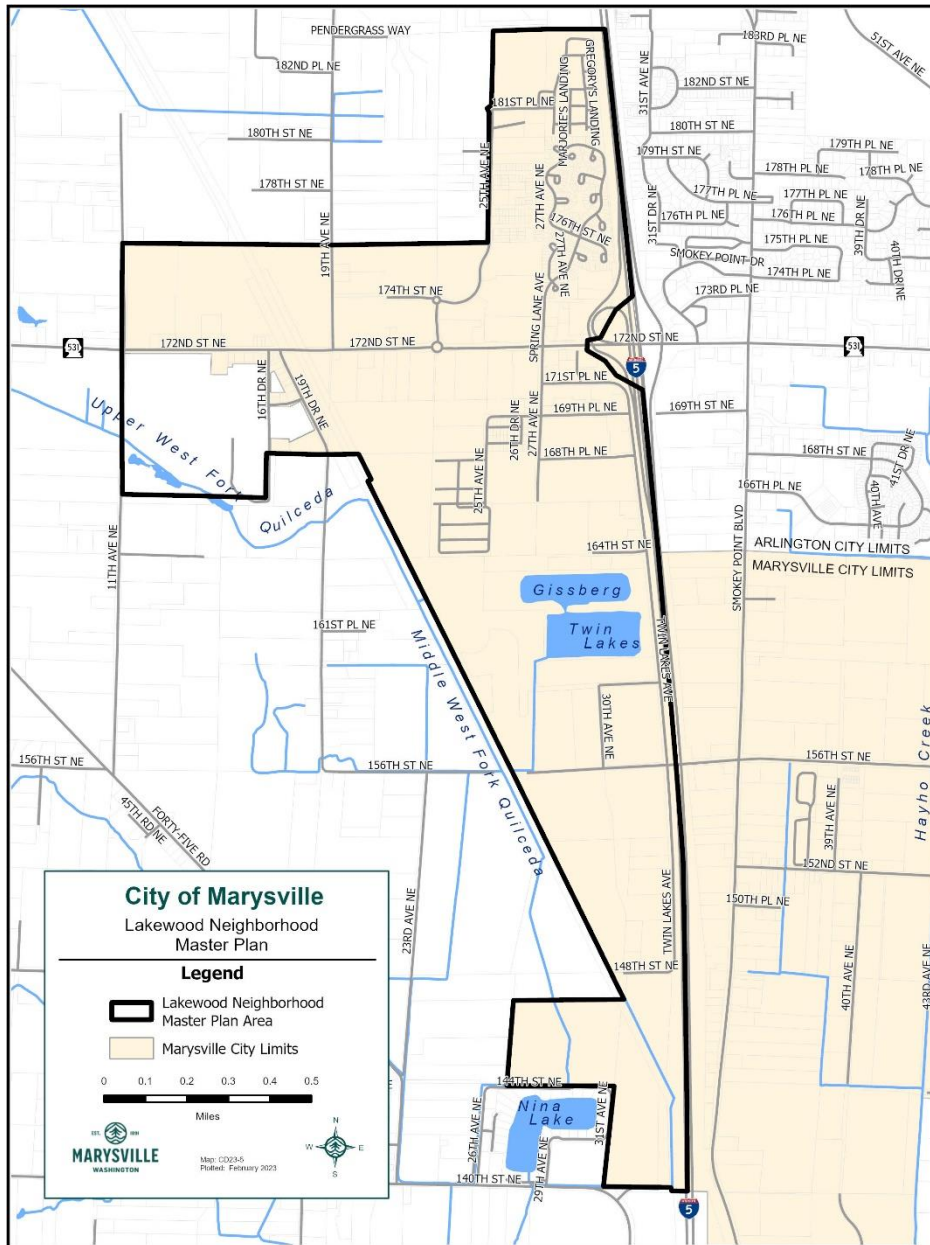 PENDERGRASS WAY
182ND PL NE
180TH ST NE
178TH ST NE
19TH AVE NE
25TH AVE NE
181ST PL NE
MARJORIE'S LANDING
GREGORY'S LANDING
27TH AVE NE
176TH ST NE
27TH AVE NE
31ST AVE NE
183RD PL NE
51ST AVE NE
182ND ST NE
180TH ST NE
179TH ST NE
179TH PL NE
178TH PL NE
178TH PL NE
177TH PL NE
177TH PL NE
176TH PL NE
176TH PL NE
31ST DR NE
39TH DR NE
40TH DR NE
175TH PL NE
SMOKEY POINT DR
174TH PL NE
173RD PL NE
174TH ST NE
SPRING LANE AVE
531
172ND ST NE
172ND ST NE
172ND ST NE
531
5
16TH DR NE
19TH DR NE
171ST PL NE
169TH PL NE
169TH ST NE
26TH DR NE
27TH AVE NE
25TH AVE NE
168TH PL NE
168TH ST NE
41ST DR NE
40TH AVE
166TH PL NE
Upper West Fork
Quilceda
164TH ST NE
SMOKEY POINT BLVD
ARLINGTON CITY LIMITS
MARYSVILLE CITY LIMITS
11TH AVE NE
Gissberg
Twin
Lakes
161ST PL NE
Middle West Fork Quilceda
TWIN LAKES AVE
30TH AVE NE
156TH ST NE
156TH ST NE
156TH ST NE
Hayho Creek
FORTY-FIVE RD
45TH RD NE
39TH AVE NE
152ND ST NE
150TH PL NE
23RD AVE NE
TWIN LAKES AVE
148TH ST NE
40TH AVE NE
43RD AVE NE
144TH ST NE
Nina
Lake
26TH AVE NE
29TH AVE NE
31ST AVE NE
140TH ST NE
5
City of Marysville
Lakewood Neighborhood
Master Plan
Legend
Lakewood Neighborhood
Master Plan Area
Marysville City Limits
0 0.1 0.2 0.3 0.4 0.5
Miles
EST. 1891
MARYSVILLE
WASHINGTON
Map: CD23-5
Plotted: February 2023
N
W E
S